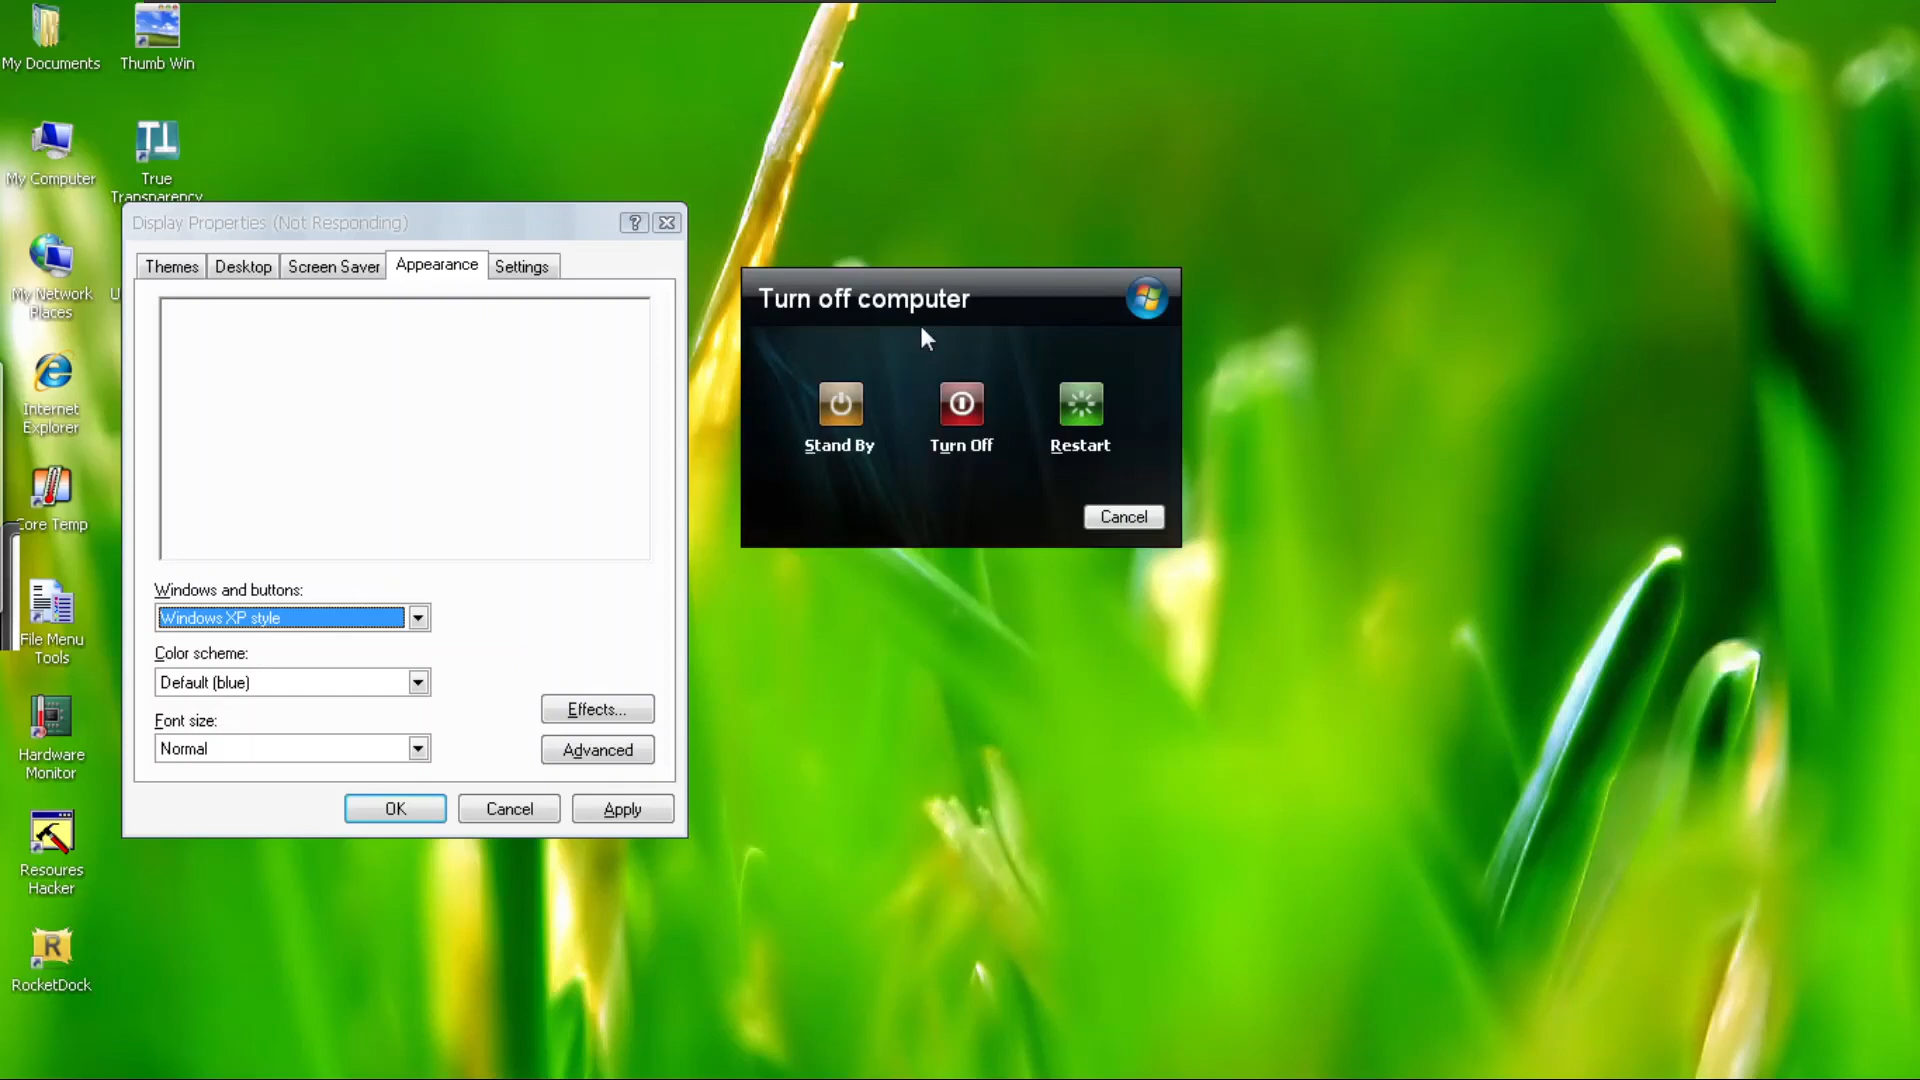 My Documents
Thumb Win
My Computer
True
Transparency
My Network
Places
U
Internet
Explorer
Core Temp
File Menu
Tools
Hardware
Monitor
Resoures
Hacker
R
RocketDock
Display Properties (Not Responding)
?
Themes
Desktop
Screen Saver
Appearance
Settings
Windows and buttons:
Windows XP style
Color scheme:
Default (blue)
Font size:
Normal
Effects...
Advanced
OK
Cancel
Apply
Turn off computer
Stand By
Turn Off
Restart
Cancel